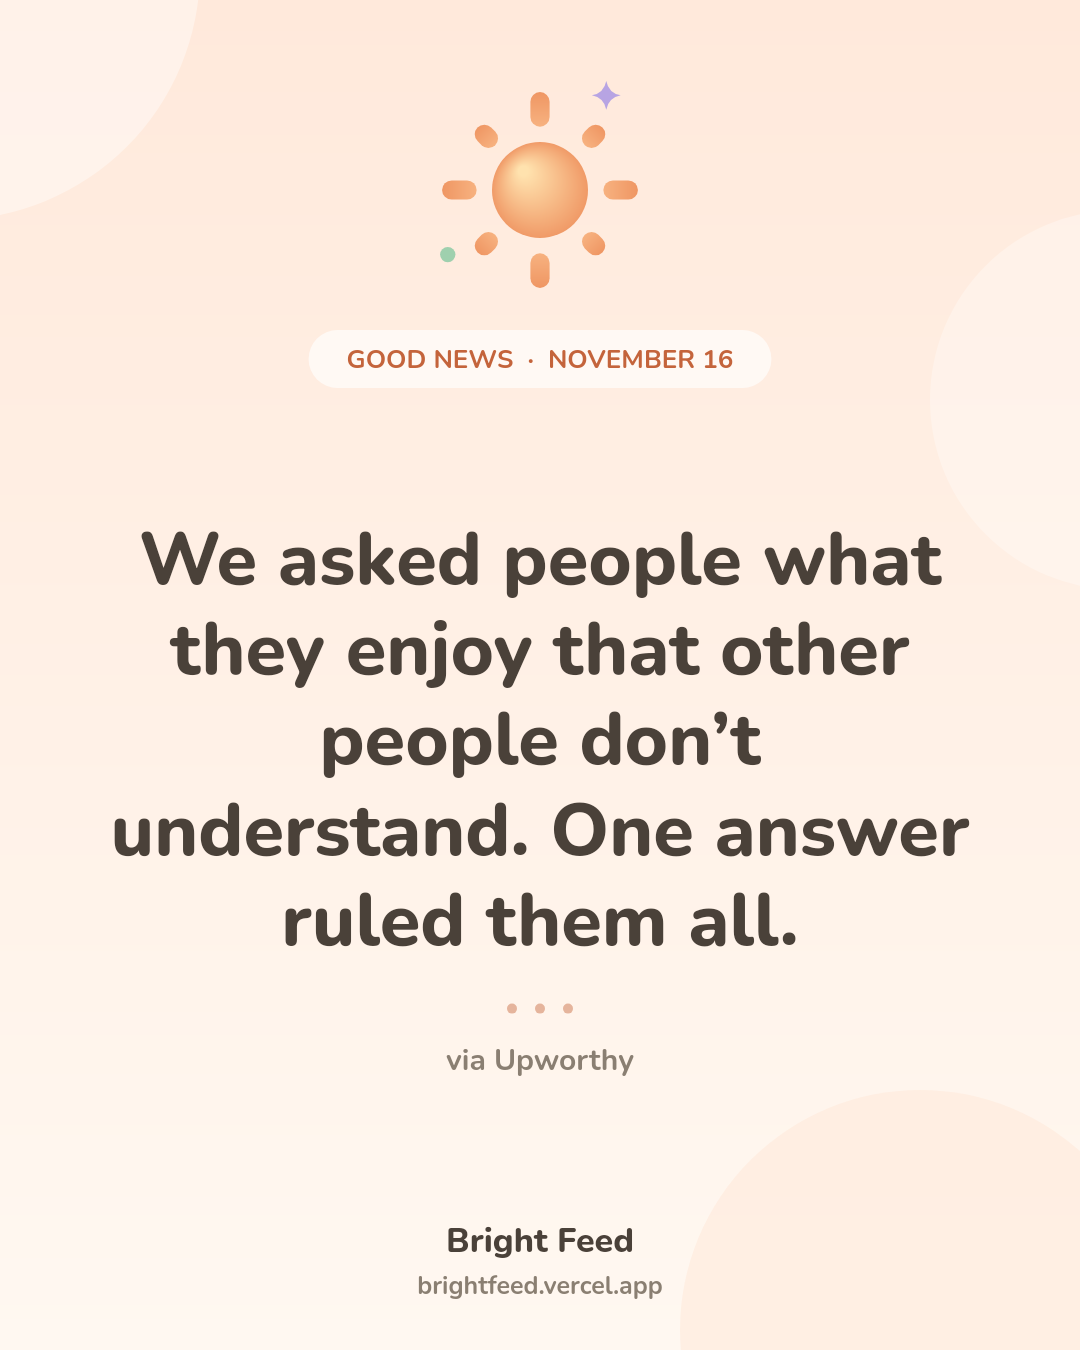 GOOD NEWS · NOVEMBER 16
We asked people what
they enjoy that other
people don’t
understand. One answer
ruled them all.
via Upworthy
Bright Feed
brightfeed.vercel.app